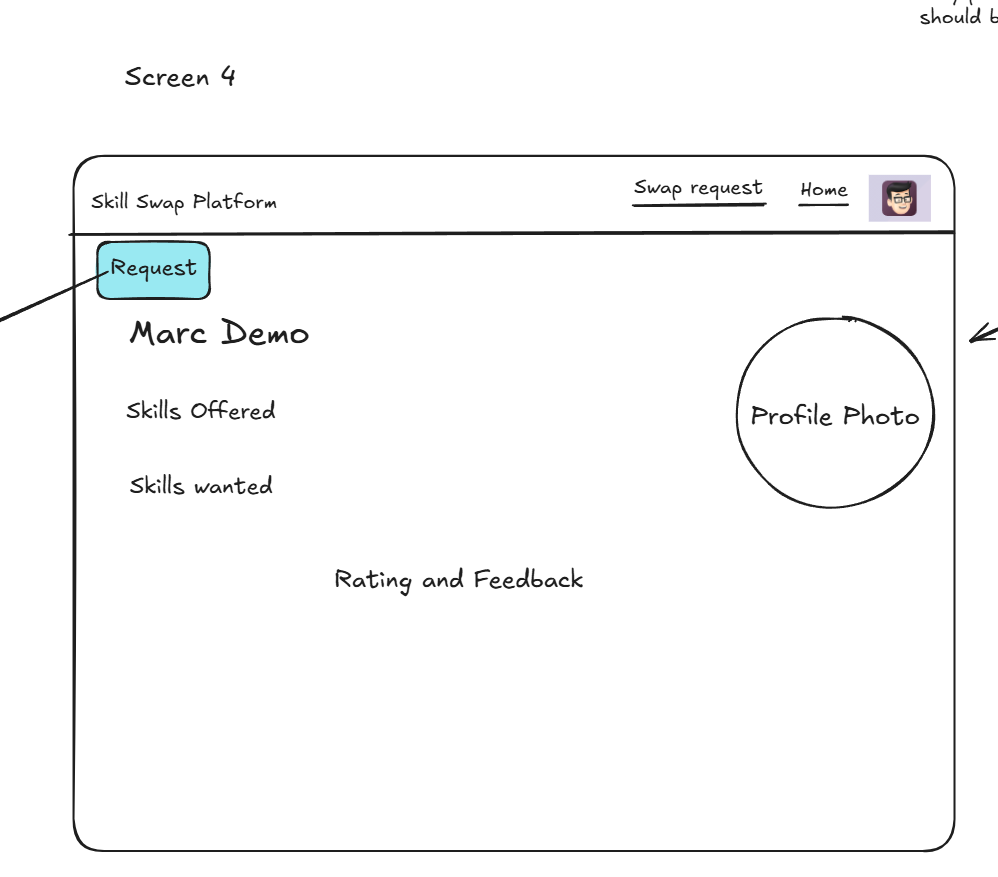 should b
Screen 4
Skill Swap Platform
Swap request
Home
Request
Marc Demo
Skills Offered
Profile Photo
Skills wanted
Rating and Feedback